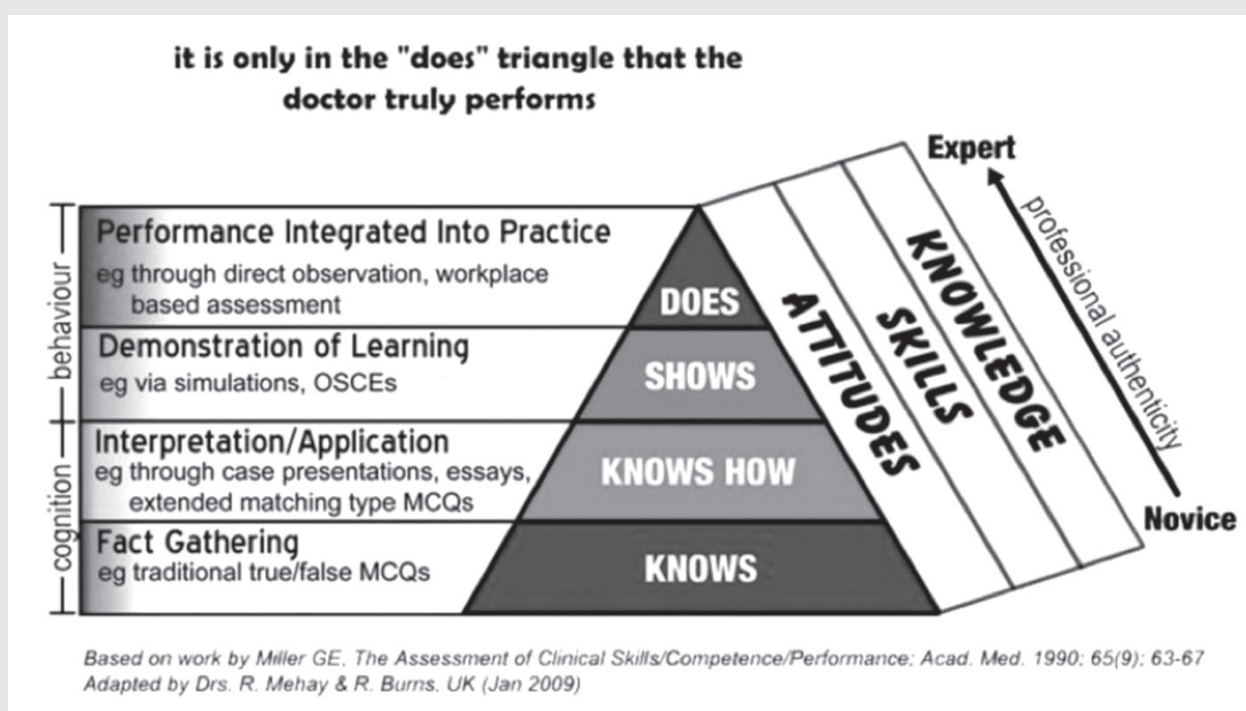 it is only in the "does" triangle that the
doctor truly performs
behaviour
cognition
Performance Integrated Into Practice
eg through direct observation, workplace
based assessment
Demonstration of Learning
eg via simulations, OSCEs
Interpretation/Application
eg through case presentations, essays,
extended matching type MCQs
Fact Gathering
eg traditional true/false MCQs
DOES
SHOWS
KNOWS HOW
KNOWS
ATTITUDES
SKILLS
KNOWLEDGE
Expert
professional authenticity
Novice
Based on work by Miller GE, The Assessment of Clinical Skills/Competence/Performance; Acad. Med. 1990; 65(9); 63-67
Adapted by Drs. R. Mehay & R. Burns, UK (Jan 2009)